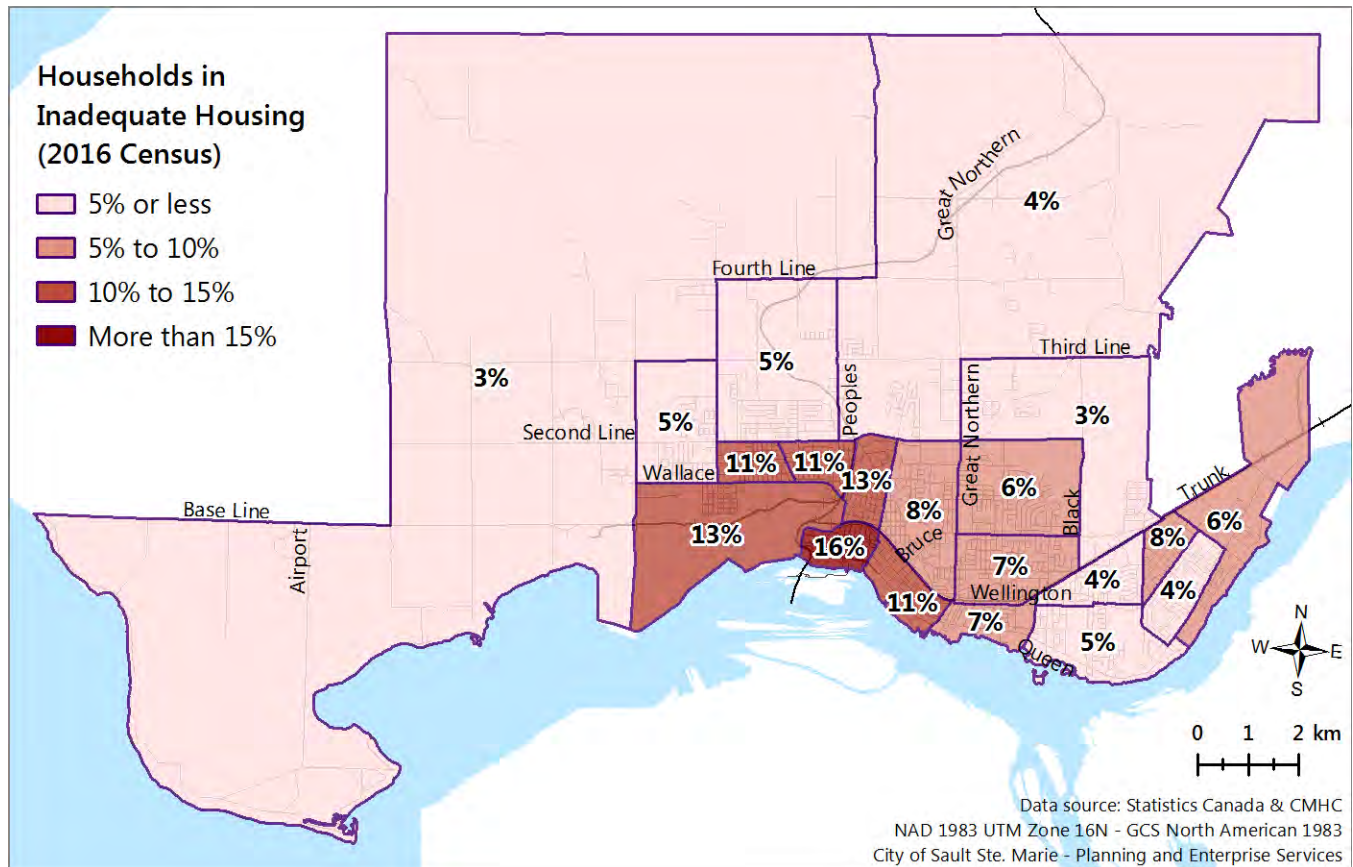 Households in
Inadequate Housing
(2016 Census)
5% or less
5% to 10%
10% to 15%
More than 15%
Great Northern
4%
Fourth Line
Third Line
5%
3%
Peoples
Great Northern
3%
5%
Second Line
Wallace
11%
11%
13%
6%
Black
Trunk
6%
Base Line
Airport
13%
16%
8%
Bruce
8%
7%
4%
4%
Wellington
11%
7%
Queen
5%
N
W
E
S
0 1 2 km
Data source: Statistics Canada & CMHC
NAD 1983 UTM Zone 16N - GCS North American 1983
City of Sault Ste. Marie - Planning and Enterprise Services